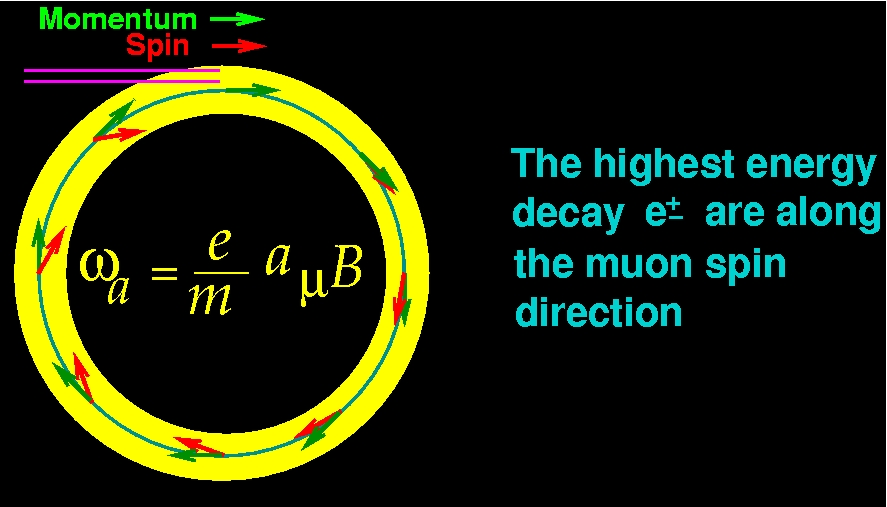 Momentum
Spin
The highest energy
decay e± are along
the muon spin
direction
ωa = e/m aμB